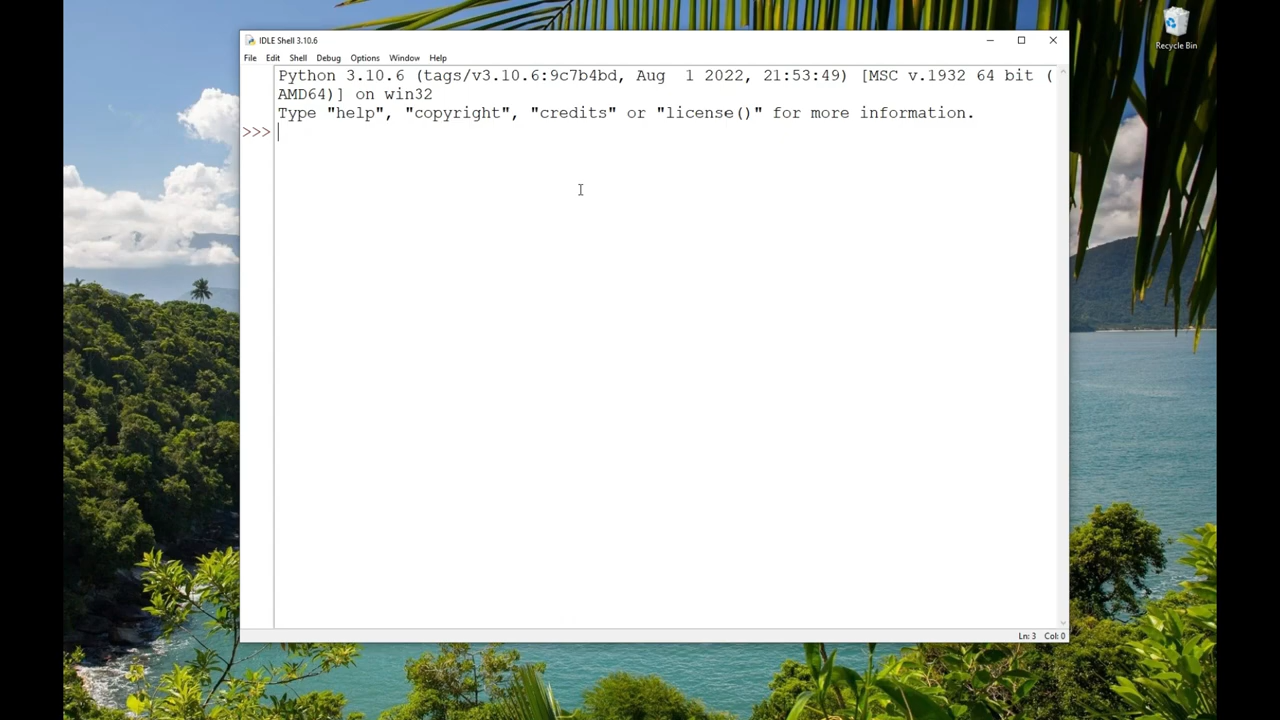 IDLE Shell 3.10.6
File Edit Shell Debug Options Window Help
Python 3.10.6 (tags/v3.10.6:9c7b4bd, Aug  1 2022, 21:53:49) [MSC v.1932 64 bit (
AMD64)] on win32
Type "help", "copyright", "credits" or "license()" for more information.
>>>
Ln: 3 Col: 0
Recycle Bin